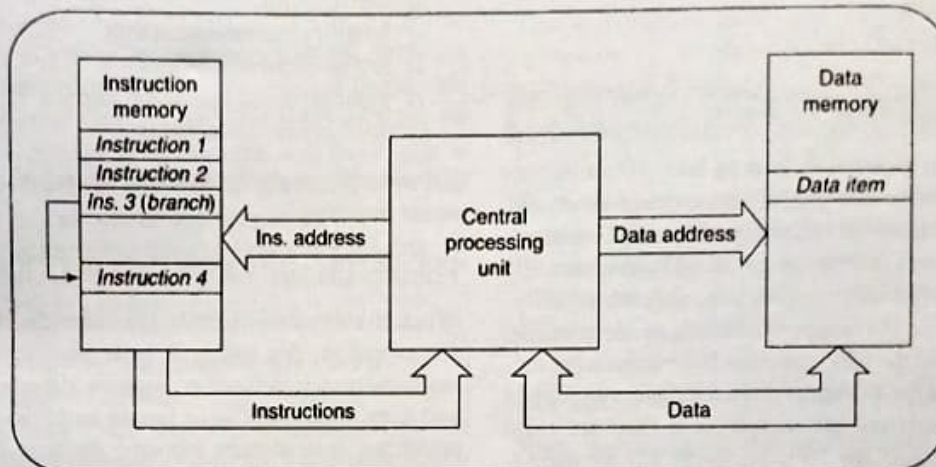 Instruction
memory
Instruction 1
Instruction 2
Ins. 3 (branch)
Instruction 4
Ins. address
Central
processing
unit
Data address
Data
memory
Data item
Instructions
Data